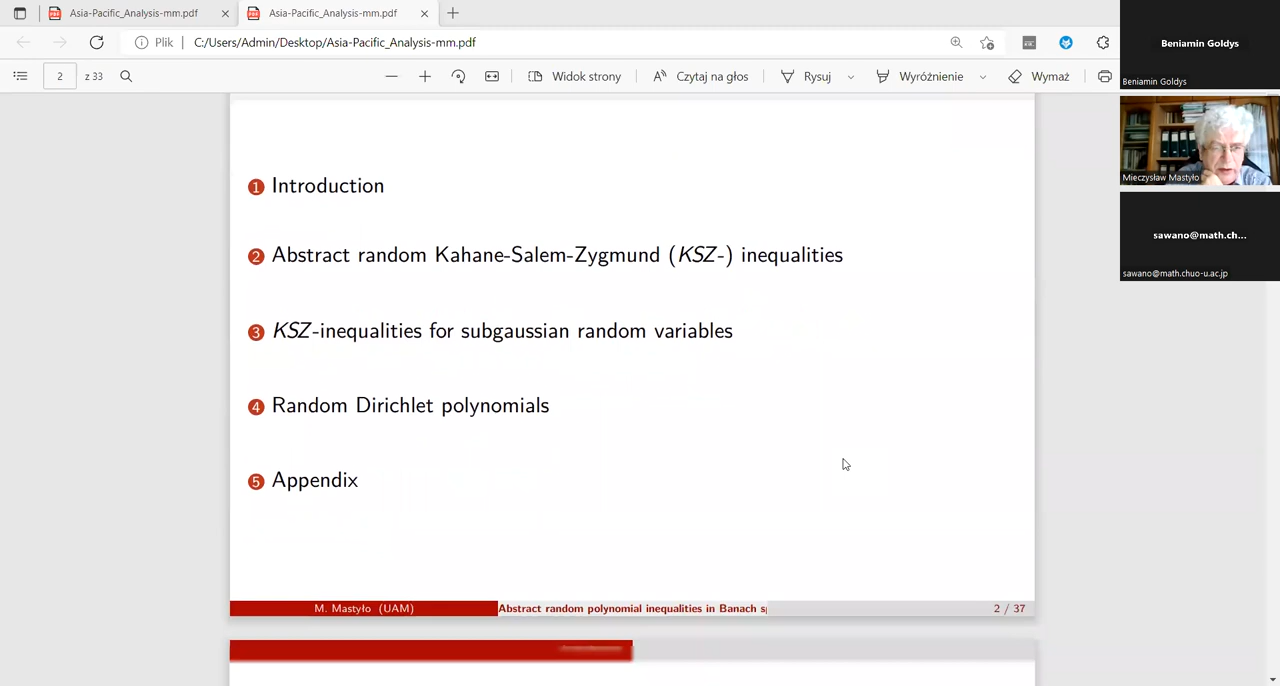 Asia-Pacific_Analysis-mm.pdf
Asia-Pacific_Analysis-mm.pdf
Plik
C:/Users/Admin/Desktop/Asia-Pacific_Analysis-mm.pdf
2
z 33
Widok strony
Czytaj na głos
Rysuj
Wyróżnienie
Wymaż
1 Introduction
2 Abstract random Kahane-Salem-Zygmund (KSZ-) inequalities
3 KSZ-inequalities for subgaussian random variables
4 Random Dirichlet polynomials
5 Appendix
M. Mastyło (UAM)
Abstract random polynomial inequalities in Banach
2 / 37
Beniamin Goldys
Beniamin Goldys
Mieczysław Mastyło
sawano@math.ch...
sawano@math.chuo-u.ac.jp